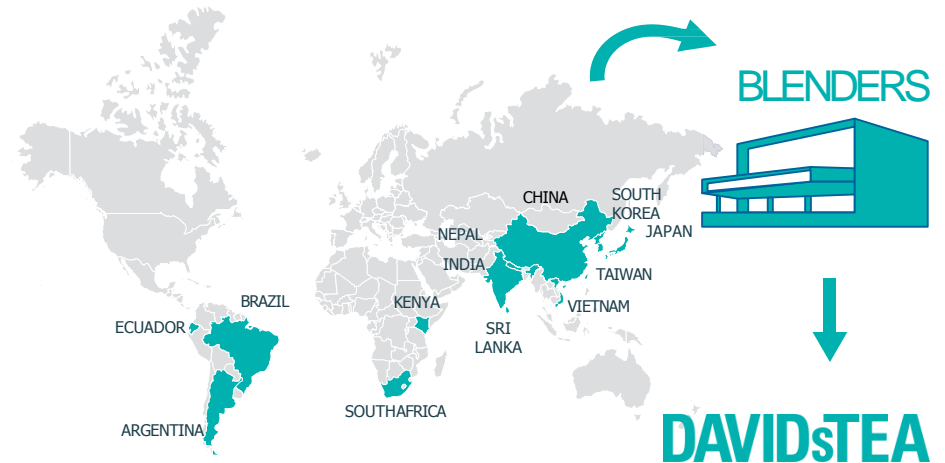 BLENDERS
CHINA
SOUTH
KOREA
NEPAL
JAPAN
INDIA
TAIWAN
BRAZIL
KENYA
VIETNAM
ECUADOR
SRI
LANKA
SOUTHAFRICA
ARGENTINA
DAVIDsTEA